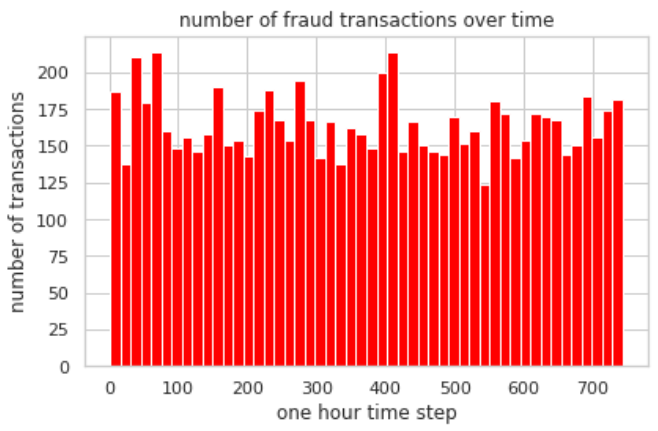 number of fraud transactions over time
number of transactions
200
175
150
125
100
75
50
25
0
0 100 200 300 400 500 600 700
one hour time step